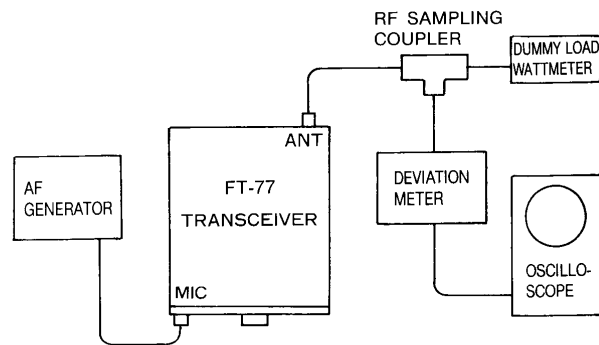 RF SAMPLING
COUPLER
DUMMY LOAD
WATTMETER
ANT
AF
GENERATOR
FT-77
TRANSCEIVER
MIC
DEVIATION
METER
OSCILLO-
SCOPE